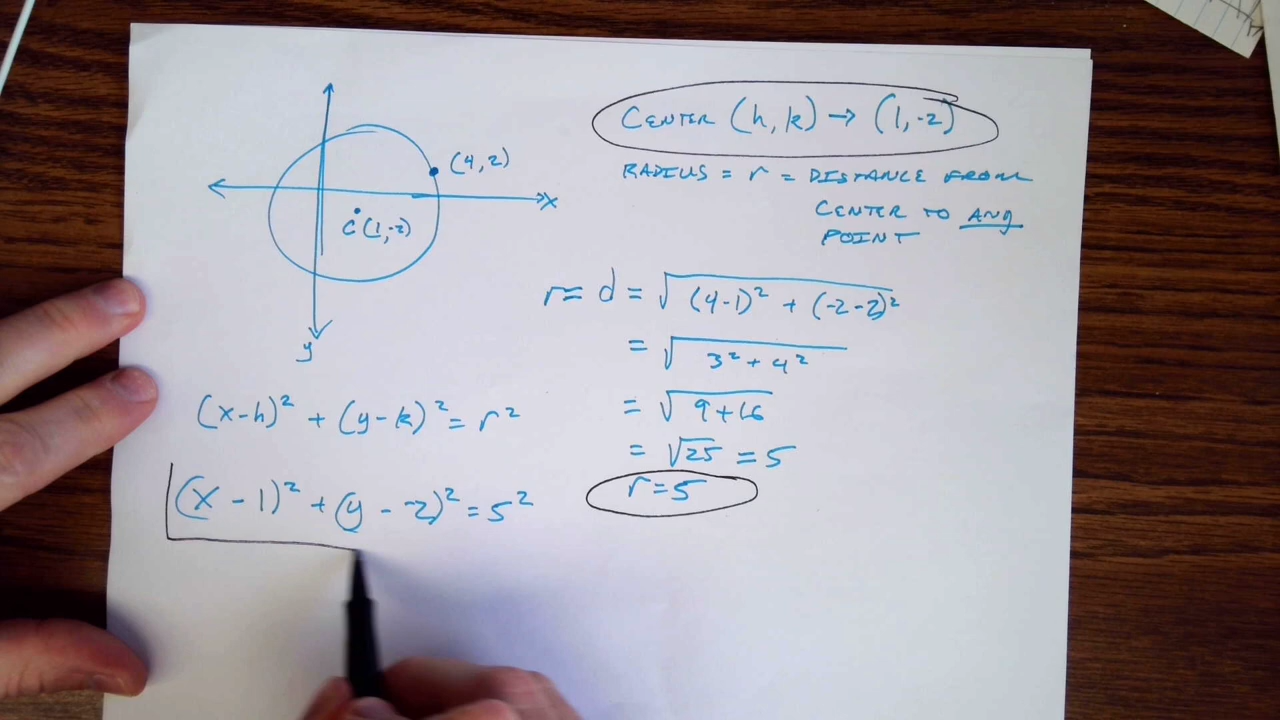 (4,2)
x
C(1,-2)
y
CENTER (h,k) → (1,-2)
RADIUS = r = DISTANCE FROM
CENTER TO ANY
POINT
r = d = √((4-1)² + (-2-2)²)
= √(3² + 4²)
= √(9+16)
= √25 = 5
r=5
(x-h)² + (y-k)² = r²
(x - 1)² + (y - -2)² = 5²